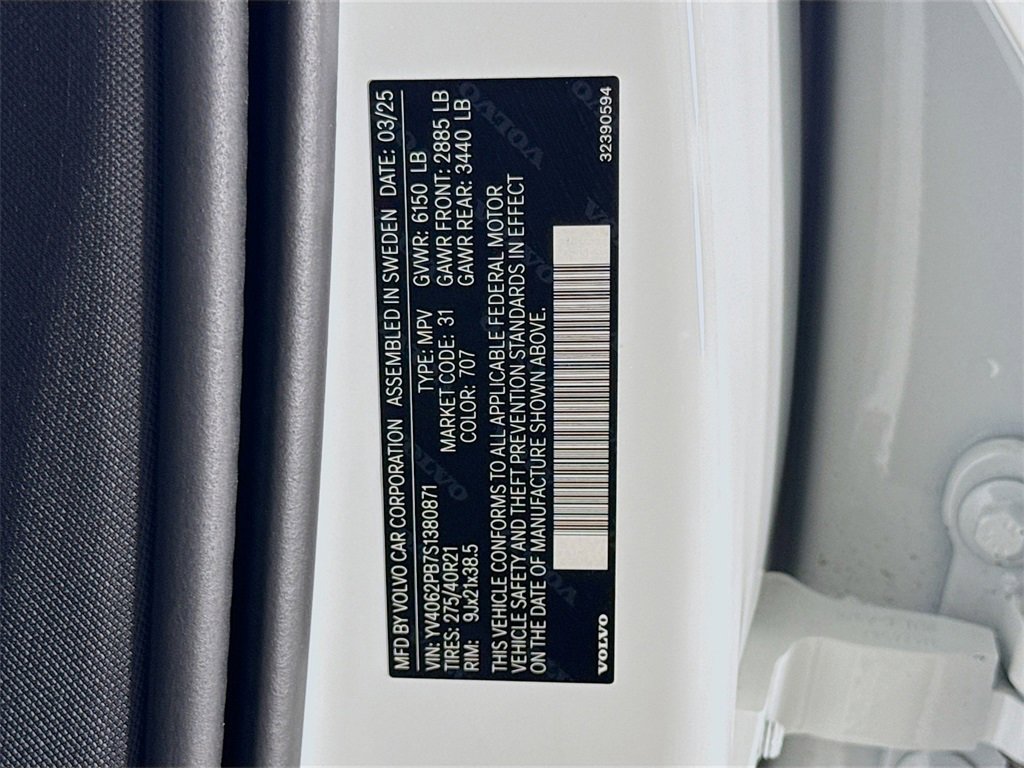 MFD BY VOLVO CAR CORPORATION ASSEMBLED IN SWEDEN DATE: 03/25
VIN: YV4062PB7S1380871 TYPE: MPV GVWR: 6150 LB
TIRES: 275/40R21 MARKET CODE: 31 GAWR FRONT: 2885 LB
RIM: 9Jx21x38.5 COLOR: 707 GAWR REAR: 3440 LB
THIS VEHICLE CONFORMS TO ALL APPLICABLE FEDERAL MOTOR
VEHICLE SAFETY AND THEFT PREVENTION STANDARDS IN EFFECT
ON THE DATE OF MANUFACTURE SHOWN ABOVE.
VOLVO 32390594